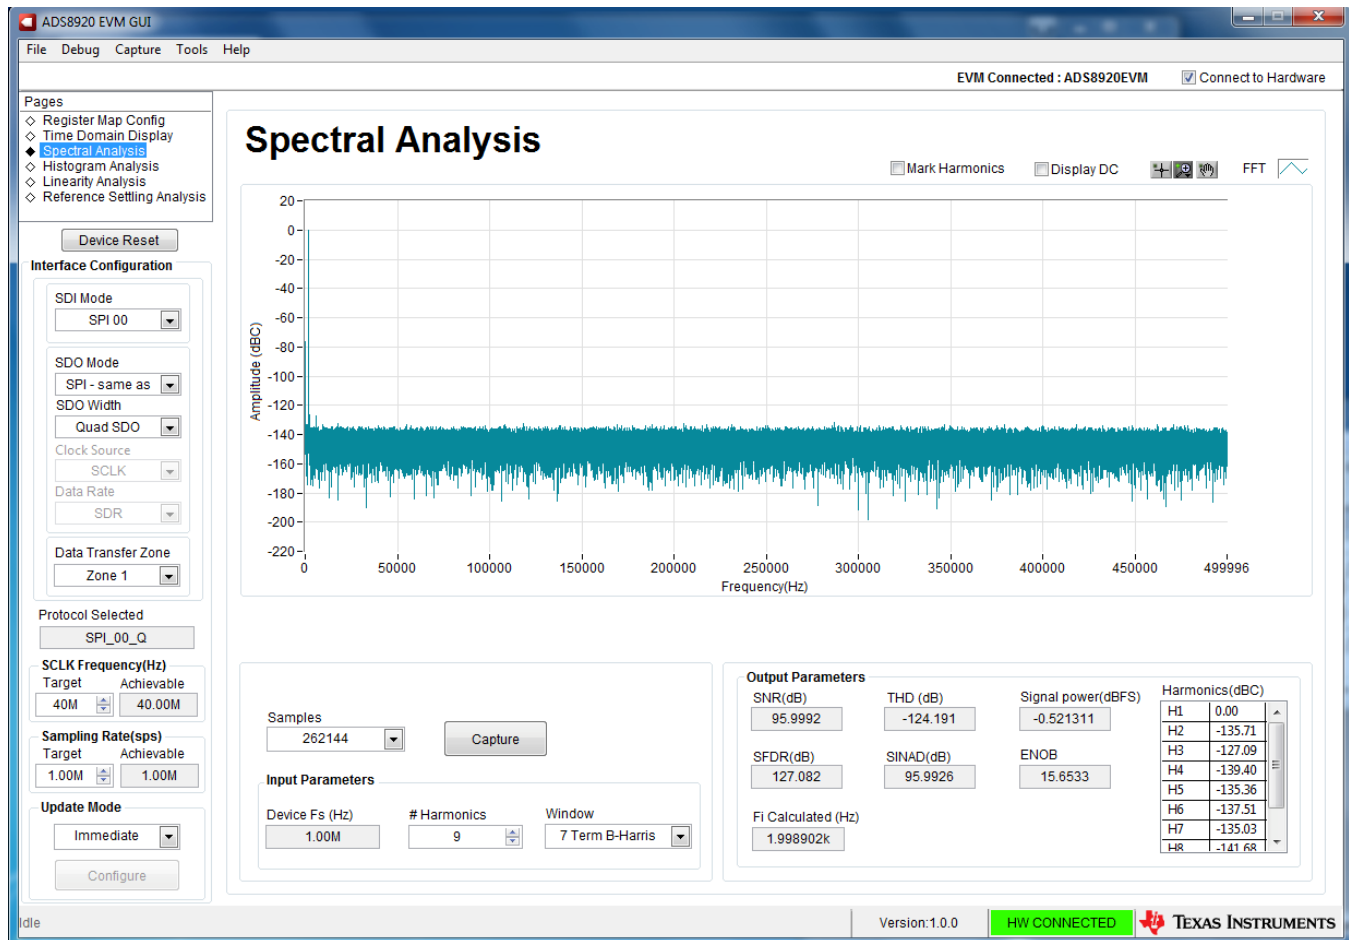 ADS8920 EVM GUI
File Debug Capture Tools Help
EVM Connected : ADS8920EVM Connect to Hardware
Pages
Register Map Config
Time Domain Display
Spectral Analysis
Histogram Analysis
Linearity Analysis
Reference Settling Analysis
Device Reset
Interface Configuration
SDI Mode
SPI 00
SDO Mode
SPI - same as
SDO Width
Quad SDO
Clock Source
SCLK
Data Rate
SDR
Data Transfer Zone
Zone 1
Protocol Selected
SPI_00_Q
SCLK Frequency(Hz)
Target Achievable
40M 40.00M
Sampling Rate(sps)
Target Achievable
1.00M 1.00M
Update Mode
Immediate
Configure
Spectral Analysis
Mark Harmonics Display DC FFT
Amplitude (dBC)
20
0
-20
-40
-60
-80
-100
-120
-140
-160
-180
-200
-220
0 50000 100000 150000 200000 250000 300000 350000 400000 450000 499996
Frequency(Hz)
Samples
262144
Capture
Input Parameters
Device Fs (Hz) # Harmonics Window
1.00M 9 7 Term B-Harris
Output Parameters
SNR(dB) THD (dB) Signal power(dBFS)
95.9992 -124.191 -0.521311
SFDR(dB) SINAD(dB) ENOB
127.082 95.9926 15.6533
Fi Calculated (Hz)
1.998902k
Harmonics(dBC)
H1 0.00
H2 -135.71
H3 -127.09
H4 -139.40
H5 -135.36
H6 -137.51
H7 -135.03
H8 -141.68
Idle Version:1.0.0 HW CONNECTED TEXAS INSTRUMENTS